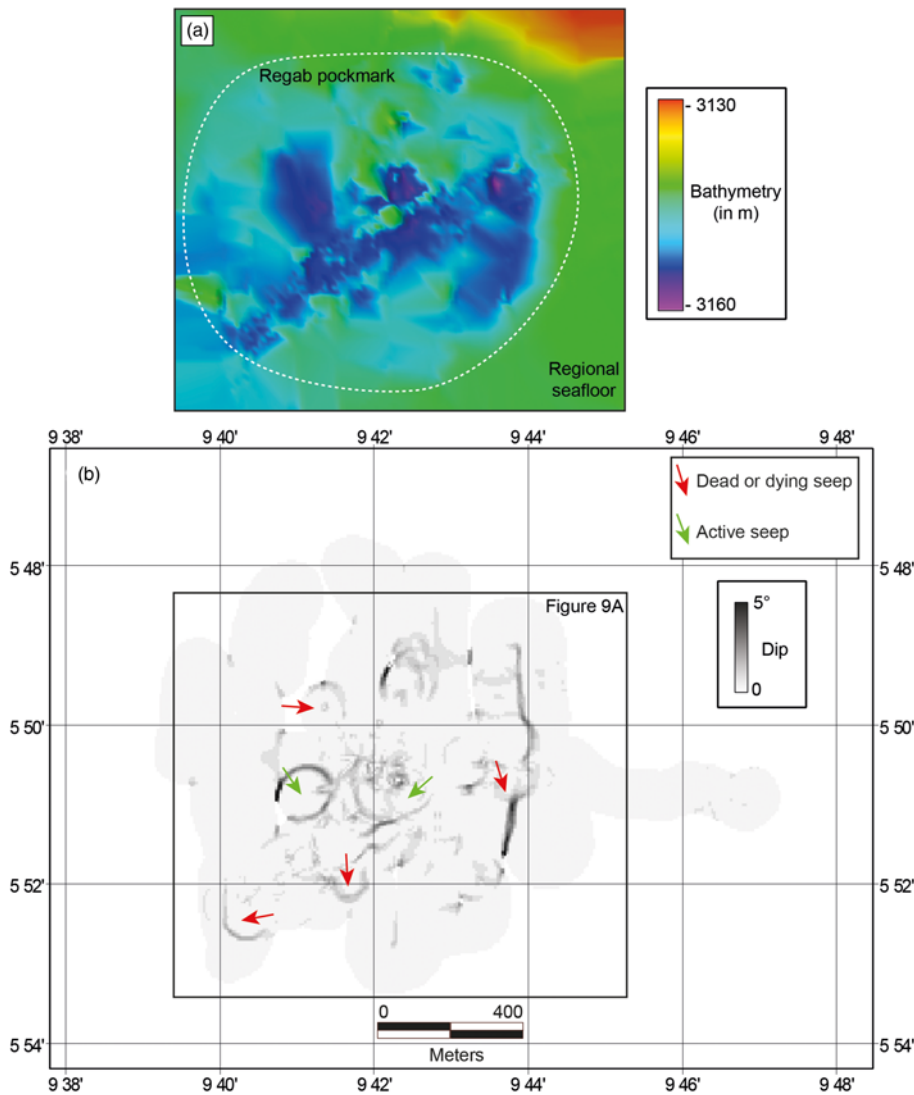 (a)
Regab pockmark
- 3130
Bathymetry
(in m)
- 3160
Regional
seafloor
9 38' 9 40' 9 42' 9 44' 9 46' 9 48'
(b)
Dead or dying seep
Active seep
5 48' 5 48'
Figure 9A
5°
Dip
0
5 50' 5 50'
5 52' 5 52'
0 400
Meters
5 54' 5 54'
9 38' 9 40' 9 42' 9 44' 9 46' 9 48'